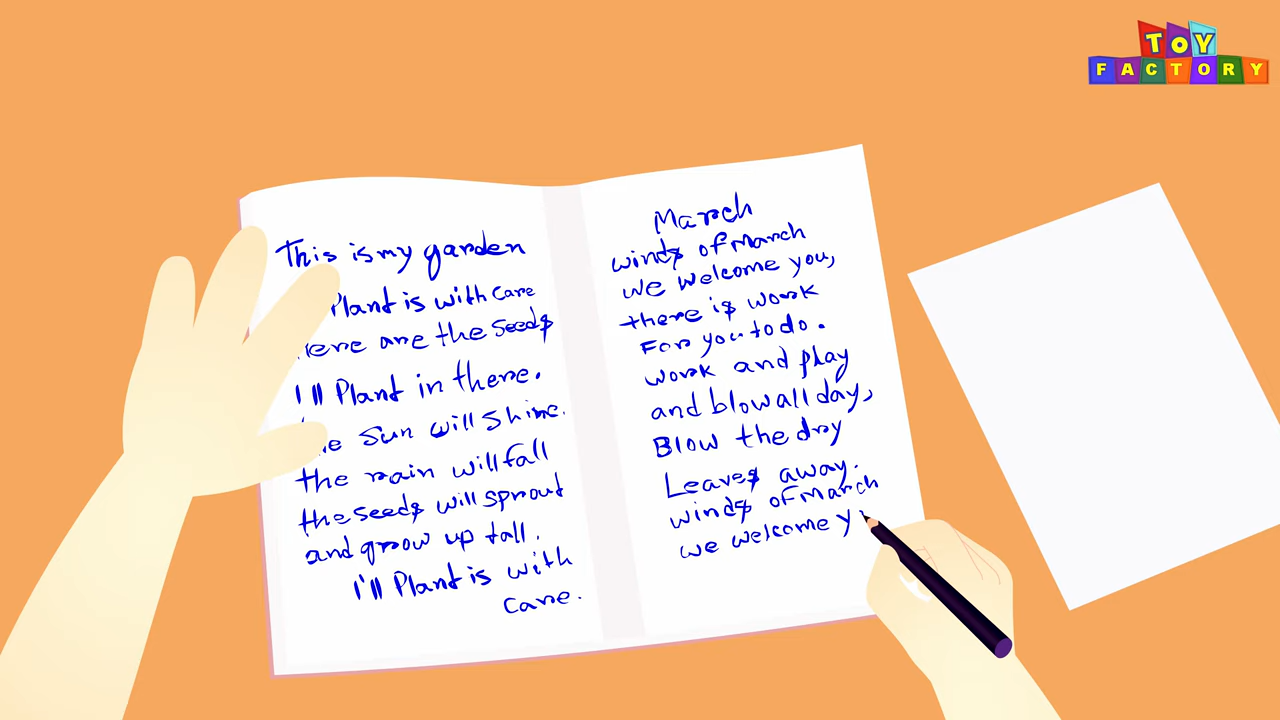 TOY
FACTORY
This is my garden
Plant is with care
ere are the seeds
I'll Plant in there.
e sun will shine.
the rain will fall
the seeds will sprout
and grow up tall.
I'll Plant is with
care.
March
winds of March
we welcome you,
there is work
For you to do.
work and play
and blow all day,
Blow the dry
Leaves away.
winds of March
we welcome y